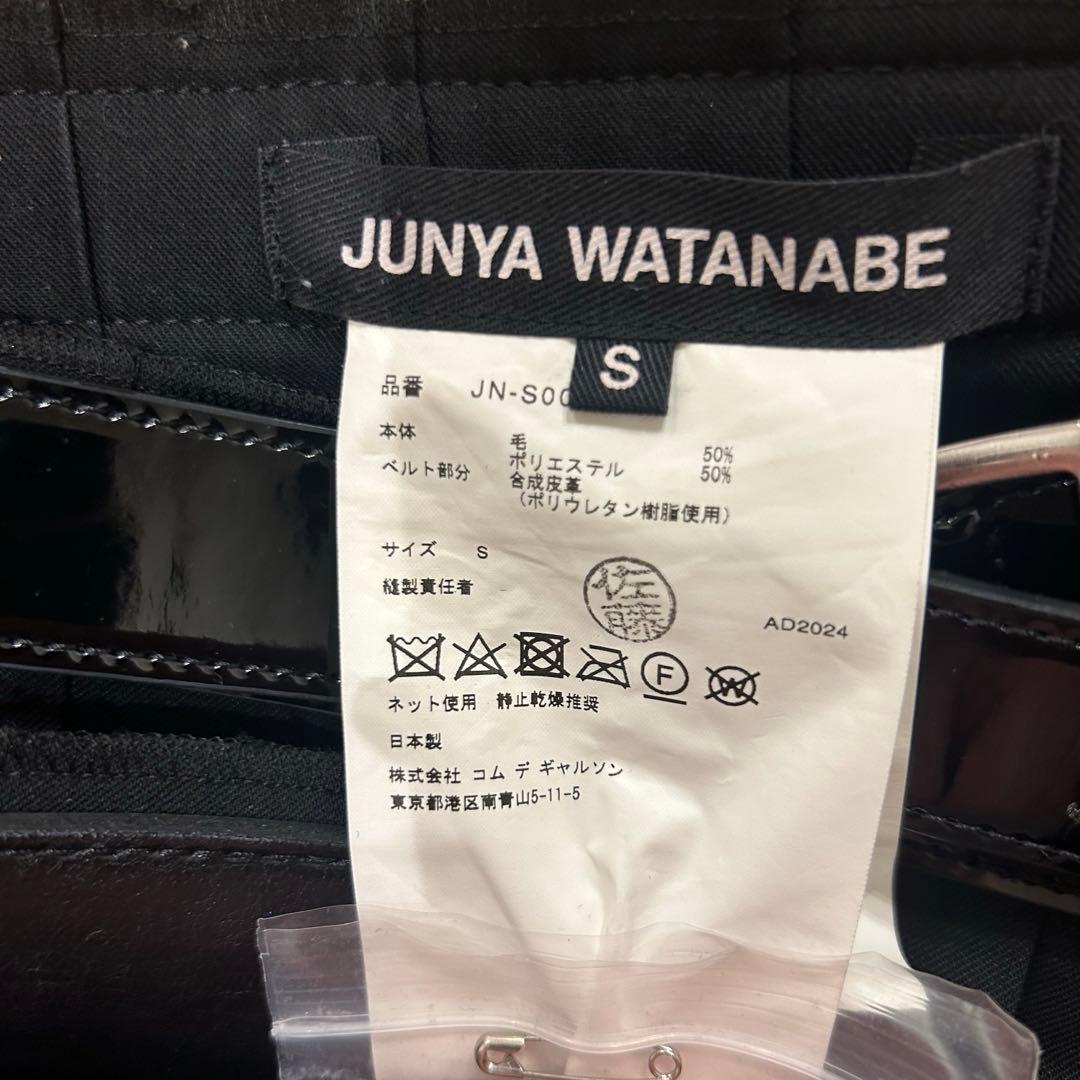 JUNYA WATANABE
S
品番 JN-S00
本体 毛 50%
ポリエステル 50%
ベルト部分 合成皮革
(ポリウレタン樹脂使用)
サイズ S
縫製責任者 佐藤
AD2024
F W
ネット使用 静止乾燥推奨
日本製
株式会社 コム デ ギャルソン
東京都港区南青山5-11-5